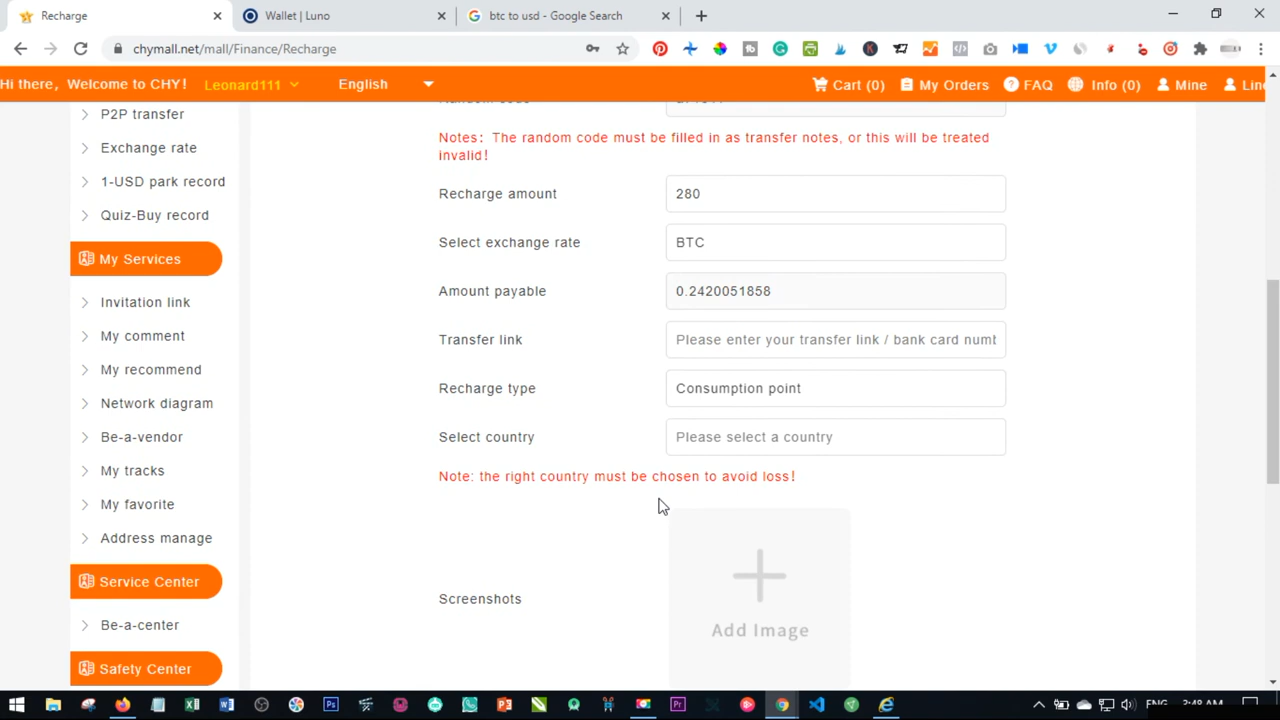 Recharge
Wallet | Luno
btc to usd - Google Search
chymall.net/mall/Finance/Recharge
Hi there, Welcome to CHY!
Leonard111
English
Cart (0)
My Orders
FAQ
Info (0)
Mine
P2P transfer
Exchange rate
1-USD park record
Quiz-Buy record
My Services
Invitation link
My comment
My recommend
Network diagram
Be-a-vendor
My tracks
My favorite
Address manage
Service Center
Be-a-center
Safety Center
Notes: The random code must be filled in as transfer notes, or this will be treated
invalid!
Recharge amount
280
Select exchange rate
BTC
Amount payable
0.2420051858
Transfer link
Please enter your transfer link / bank card numb
Recharge type
Consumption point
Select country
Please select a country
Note: the right country must be chosen to avoid loss!
Screenshots
Add Image
ENG